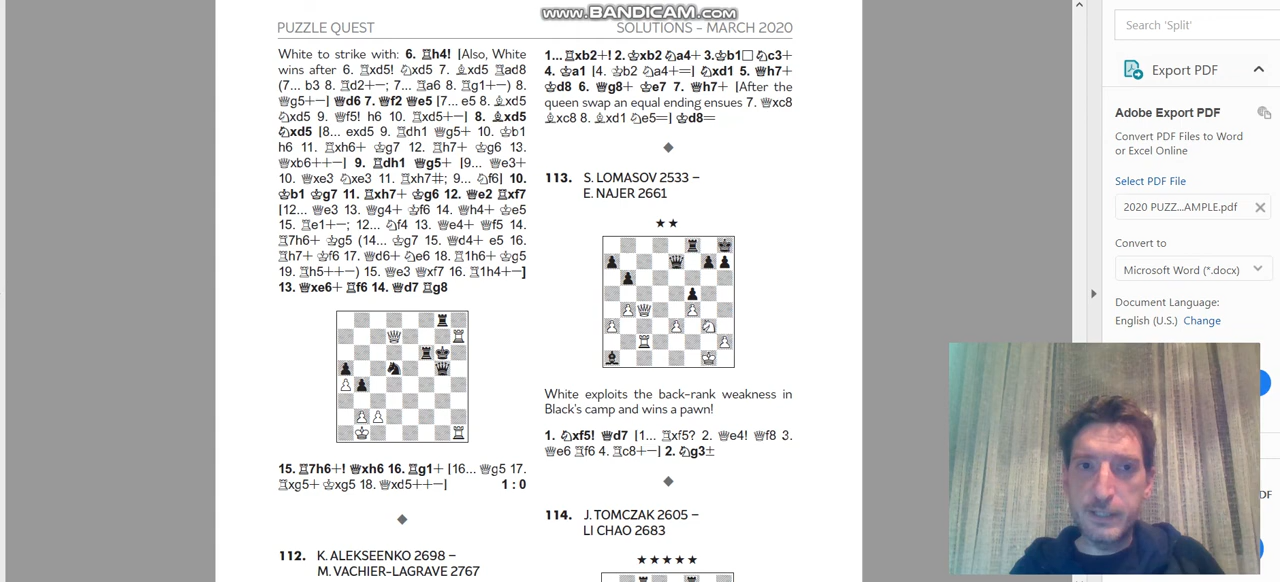 www.BANDICAM.com
PUZZLE QUEST
SOLUTIONS – MARCH 2020
White to strike with: 6. ♖h4! [Also, White
wins after 6. ♖xd5! ♘xd5 7. ♗xd5 ♖ad8
(7... b3 8. ♖d2+−; 7... ♖a6 8. ♖g1+−) 8.
♕g5+−] ♕d6 7. ♕f2 ♕e5 [7... e5 8. ♗xd5
♘xd5 9. ♕f5! h6 10. ♖xd5+−] 8. ♗xd5
♘xd5 [8... exd5 9. ♖dh1 ♕g5+ 10. ♔b1
h6 11. ♖xh6+ ♔g7 12. ♖h7+ ♔g6 13.
♕xb6++−] 9. ♖dh1 ♕g5+ [9... ♕e3+
10. ♕xe3 ♘xe3 11. ♖xh7#; 9... ♘f6] 10.
♔b1 ♔g7 11. ♖xh7+ ♔g6 12. ♕e2 ♖xf7
[12... ♕e3 13. ♕g4+ ♔f6 14. ♕h4+ ♔e5
15. ♖e1+−; 12... ♘f4 13. ♕e4+ ♕f5 14.
♖7h6+ ♔g5 (14... ♔g7 15. ♕d4+ e5 16.
♖h7+ ♔f6 17. ♕d6+ ♘e6 18. ♖1h6+ ♔g5
19. ♖h5++−) 15. ♕e3 ♕xf7 16. ♖1h4+−]
13. ♕xe6+ ♖f6 14. ♕d7 ♖g8
15. ♖7h6+! ♕xh6 16. ♖g1+ [16... ♕g5 17.
♖xg5+ ♔xg5 18. ♕xd5++−] 1 : 0
112. K. ALEKSEENKO 2698 –
M. VACHIER-LAGRAVE 2767
1... ♖xb2+! 2. ♔xb2 ♘a4+ 3.♔b1□ ♘c3+
4. ♔a1 [4. ♔b2 ♘a4+=] ♘xd1 5. ♕h7+
♔d8 6. ♕g8+ ♔e7 7. ♕h7+ [After the
queen swap an equal ending ensues 7. ♕xc8
♗xc8 8. ♗xd1 ♘e5=] ♔d8=
113. S. LOMASOV 2533 –
E. NAJER 2661
★★
White exploits the back-rank weakness in
Black's camp and wins a pawn!
1. ♘xf5! ♕d7 [1... ♖xf5? 2. ♕e4! ♕f8 3.
♕e6 ♖f6 4. ♖c8+−] 2. ♘g3±
114. J. TOMCZAK 2605 –
LI CHAO 2683
★★★★★
Search 'Split'
Export PDF
Adobe Export PDF
Convert PDF Files to Word
or Excel Online
Select PDF File
2020 PUZZ...AMPLE.pdf
Convert to
Microsoft Word (*.docx)
Document Language:
English (U.S.) Change